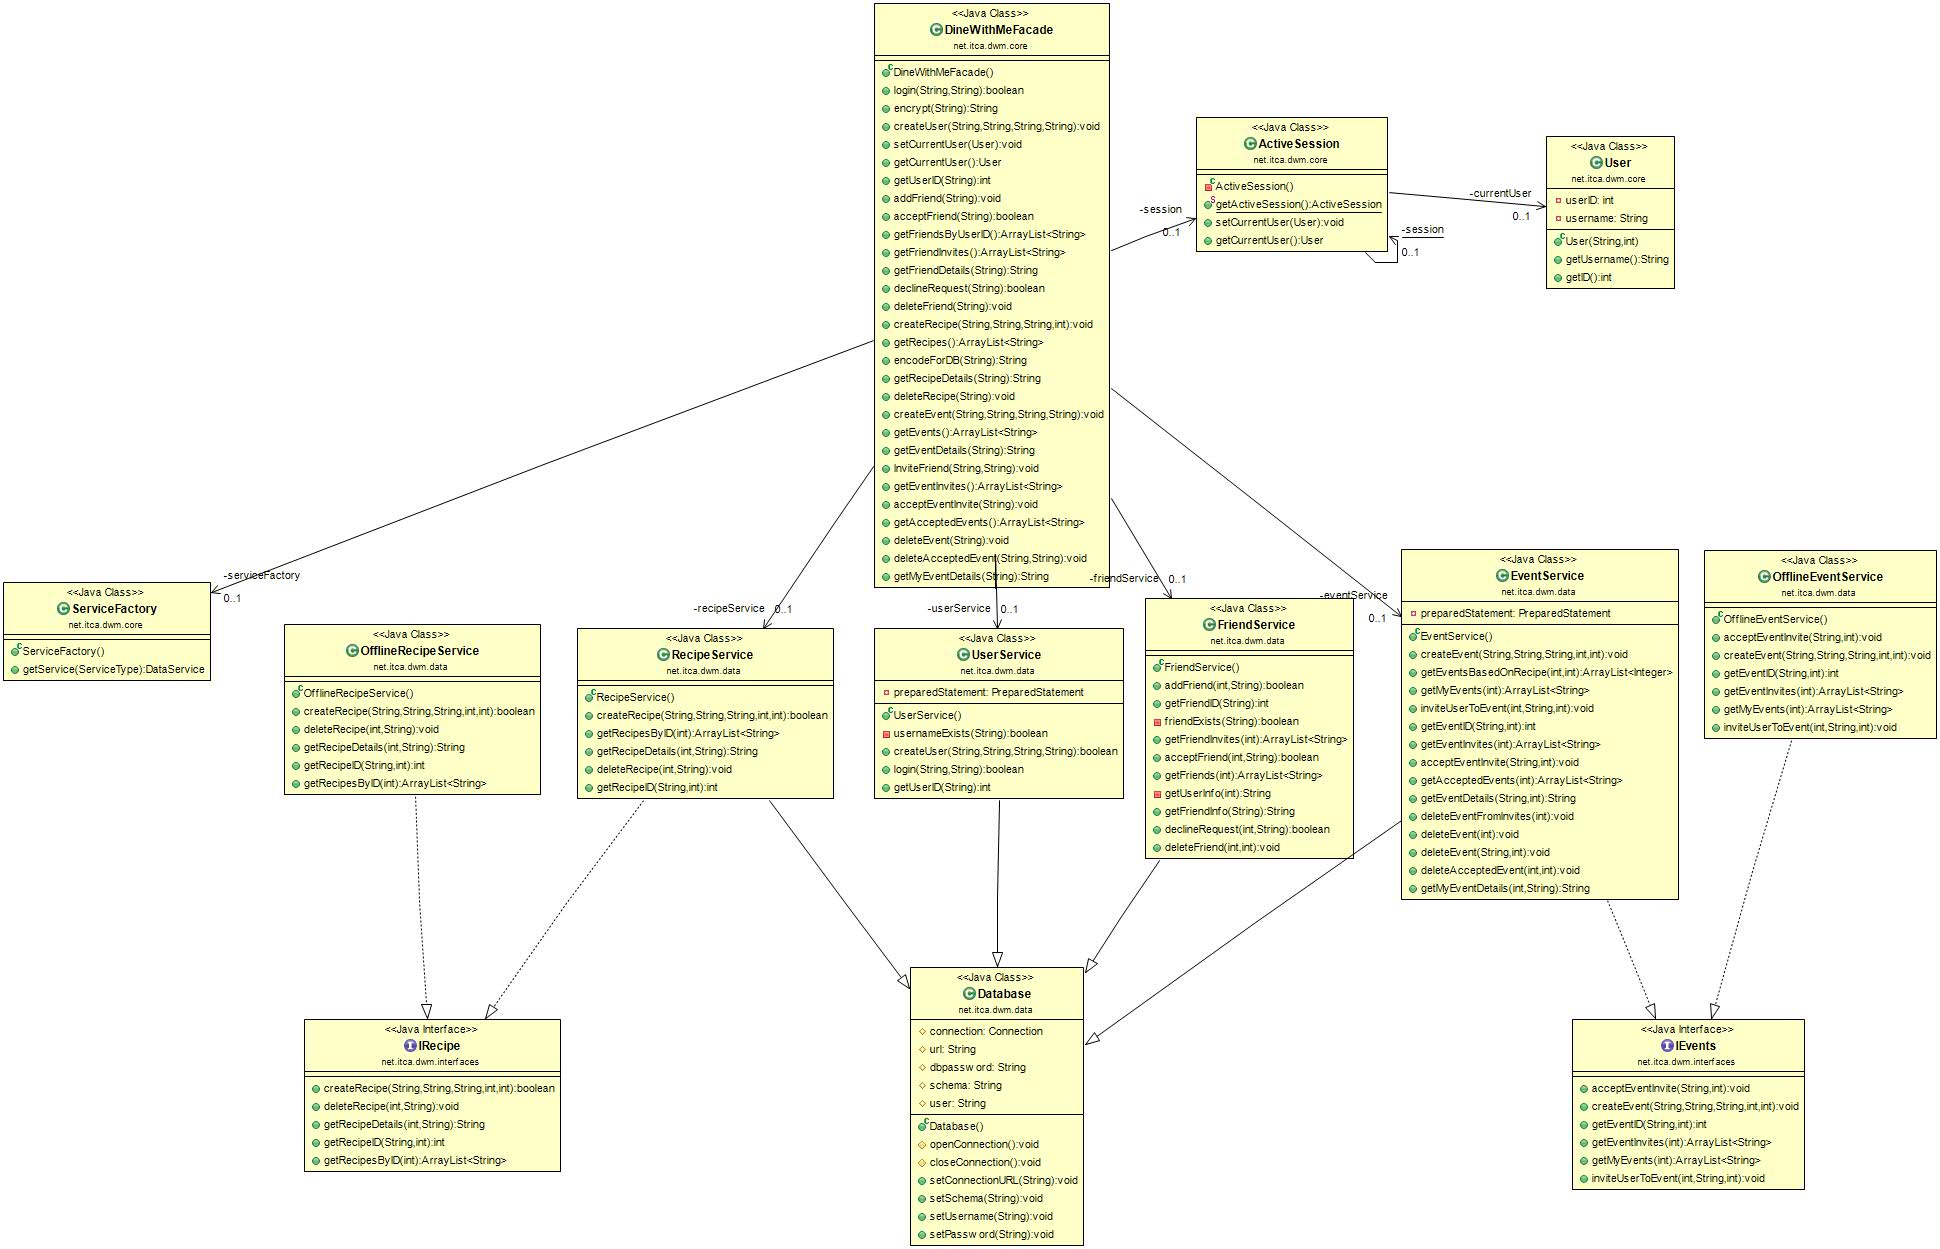 <<Java Class>>
DineWithMeFacade
net.itca.dwm.core
DineWithMeFacade()
login(String,String):boolean
encrypt(String):String
createUser(String,String,String,String):void
setCurrentUser(User):void
getCurrentUser():User
getUserID(String):int
addFriend(String):void
acceptFriend(String):boolean
getFriendsByUserID():ArrayList<String>
getFriendInvites():ArrayList<String>
getFriendDetails(String):String
declineRequest(String):boolean
deleteFriend(String):void
createRecipe(String,String,String,int):void
getRecipes():ArrayList<String>
encodeForDB(String):String
getRecipeDetails(String):String
deleteRecipe(String):void
createEvent(String,String,String,String):void
getEvents():ArrayList<String>
getEventDetails(String):String
InviteFriend(String,String):void
getEventInvites():ArrayList<String>
acceptEventInvite(String):void
getAcceptedEvents():ArrayList<String>
deleteEvent(String):void
deleteAcceptedEvent(String,String):void
getMyEventDetails(String):String
-session
0..1
<<Java Class>>
ActiveSession
net.itca.dwm.core
ActiveSession()
getActiveSession():ActiveSession
setCurrentUser(User):void
getCurrentUser():User
-session
0..1
-currentUser
0..1
<<Java Class>>
User
net.itca.dwm.core
userID: int
username: String
User(String,int)
getUsername():String
getID():int
-serviceFactory
0..1
<<Java Class>>
ServiceFactory
net.itca.dwm.core
ServiceFactory()
getService(ServiceType):DataService
<<Java Class>>
OfflineRecipeService
net.itca.dwm.data
OfflineRecipeService()
createRecipe(String,String,String,int,int):boolean
deleteRecipe(int,String):void
getRecipeDetails(int,String):String
getRecipeID(String,int):int
getRecipesByID(int):ArrayList<String>
-recipeService
0..1
<<Java Class>>
RecipeService
net.itca.dwm.data
RecipeService()
createRecipe(String,String,String,int,int):boolean
getRecipesByID(int):ArrayList<String>
getRecipeDetails(int,String):String
deleteRecipe(int,String):void
getRecipeID(String,int):int
-userService
0..1
<<Java Class>>
UserService
net.itca.dwm.data
preparedStatement: PreparedStatement
UserService()
usernameExists(String):boolean
createUser(String,String,String,String):boolean
login(String,String):boolean
getUserID(String):int
-friendService
0..1
<<Java Class>>
FriendService
net.itca.dwm.data
FriendService()
addFriend(int,String):boolean
getFriendID(String):int
friendExists(String):boolean
getFriendInvites(int):ArrayList<String>
acceptFriend(int,String):boolean
getFriends(int):ArrayList<String>
getUserInfo(int):String
getFriendInfo(String):String
declineRequest(int,String):boolean
deleteFriend(int,int):void
-eventService
0..1
<<Java Class>>
EventService
net.itca.dwm.data
preparedStatement: PreparedStatement
EventService()
createEvent(String,String,String,int,int):void
getEventsBasedOnRecipe(int,int):ArrayList<Integer>
getMyEvents(int):ArrayList<String>
inviteUserToEvent(int,String,int):void
getEventID(String,int):int
getEventInvites(int):ArrayList<String>
acceptEventInvite(String,int):void
getAcceptedEvents(int):ArrayList<String>
getEventDetails(String,int):String
deleteEventFromInvites(int):void
deleteEvent(int):void
deleteEvent(String,int):void
deleteAcceptedEvent(int,int):void
getMyEventDetails(int,String):String
<<Java Class>>
OfflineEventService
net.itca.dwm.data
OfflineEventService()
acceptEventInvite(String,int):void
createEvent(String,String,String,int,int):void
getEventID(String,int):int
getEventInvites(int):ArrayList<String>
getMyEvents(int):ArrayList<String>
inviteUserToEvent(int,String,int):void
<<Java Interface>>
IRecipe
net.itca.dwm.interfaces
createRecipe(String,String,String,int,int):boolean
deleteRecipe(int,String):void
getRecipeDetails(int,String):String
getRecipeID(String,int):int
getRecipesByID(int):ArrayList<String>
<<Java Class>>
Database
net.itca.dwm.data
connection: Connection
url: String
dbpassword: String
schema: String
user: String
Database()
openConnection():void
closeConnection():void
setConnectionURL(String):void
setSchema(String):void
setUsername(String):void
setPassword(String):void
<<Java Interface>>
IEvents
net.itca.dwm.interfaces
acceptEventInvite(String,int):void
createEvent(String,String,String,int,int):void
getEventID(String,int):int
getEventInvites(int):ArrayList<String>
getMyEvents(int):ArrayList<String>
inviteUserToEvent(int,String,int):void